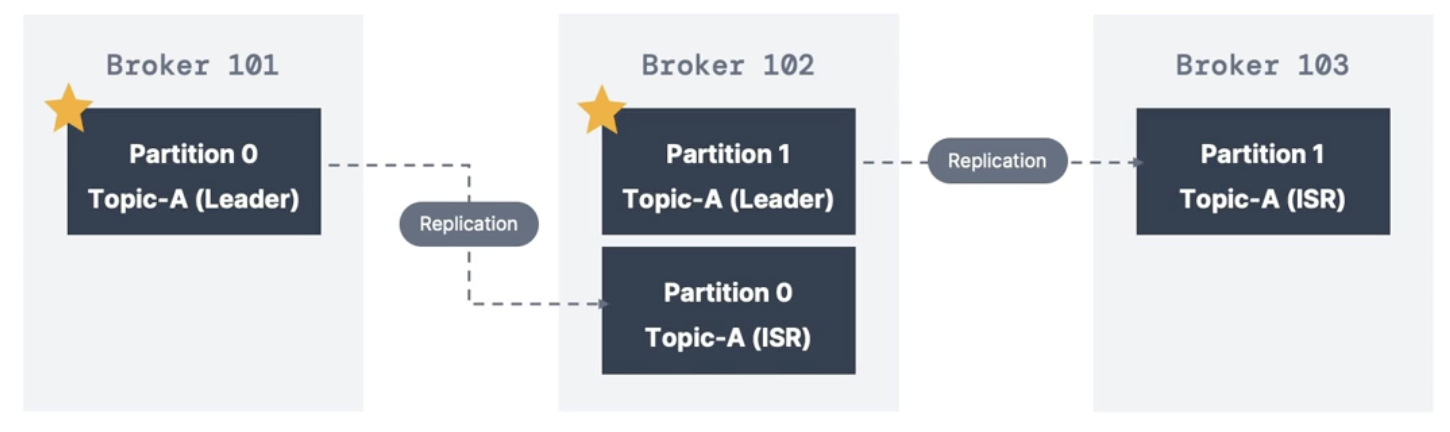 Broker 101
Partition 0
Topic-A (Leader)
Replication
Broker 102
Partition 1
Topic-A (Leader)
Partition 0
Topic-A (ISR)
Replication
Broker 103
Partition 1
Topic-A (ISR)